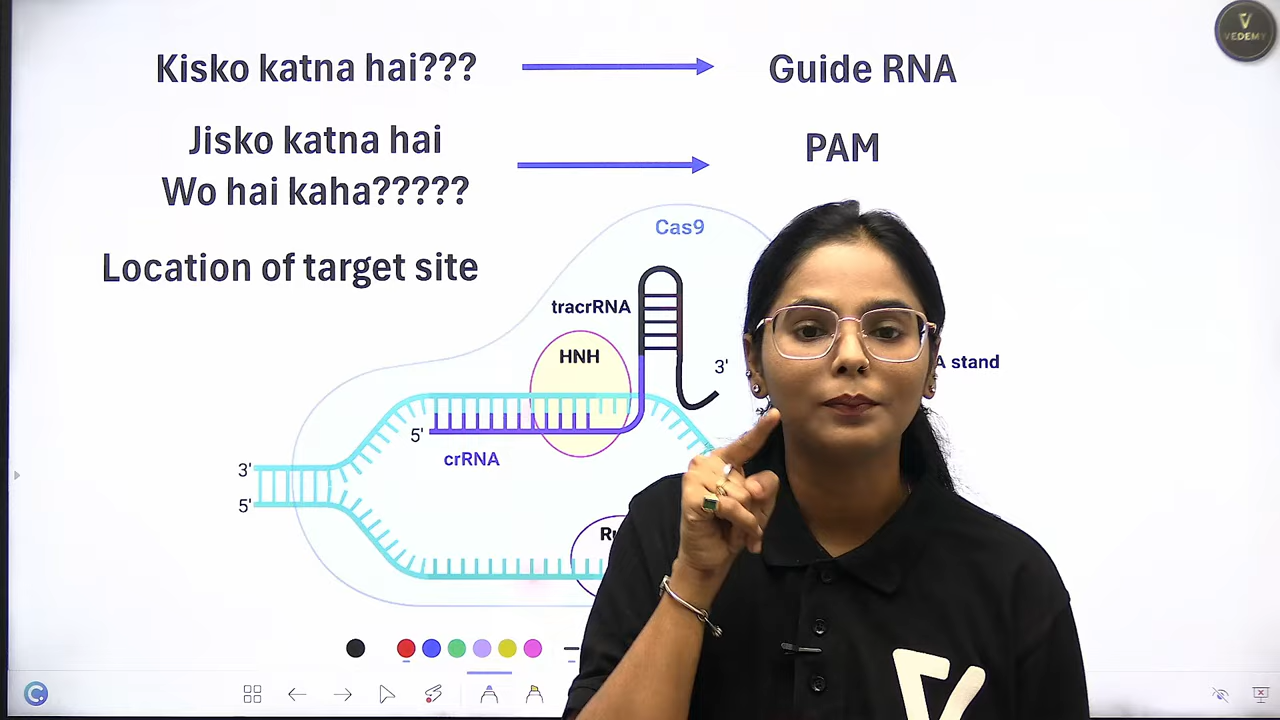 VEDEMY
Kisko katna hai???
Guide RNA
Jisko katna hai
Wo hai kaha?????
PAM
Location of target site
Cas9
tracrRNA
HNH
3'
stand
5'
crRNA
3'
5'